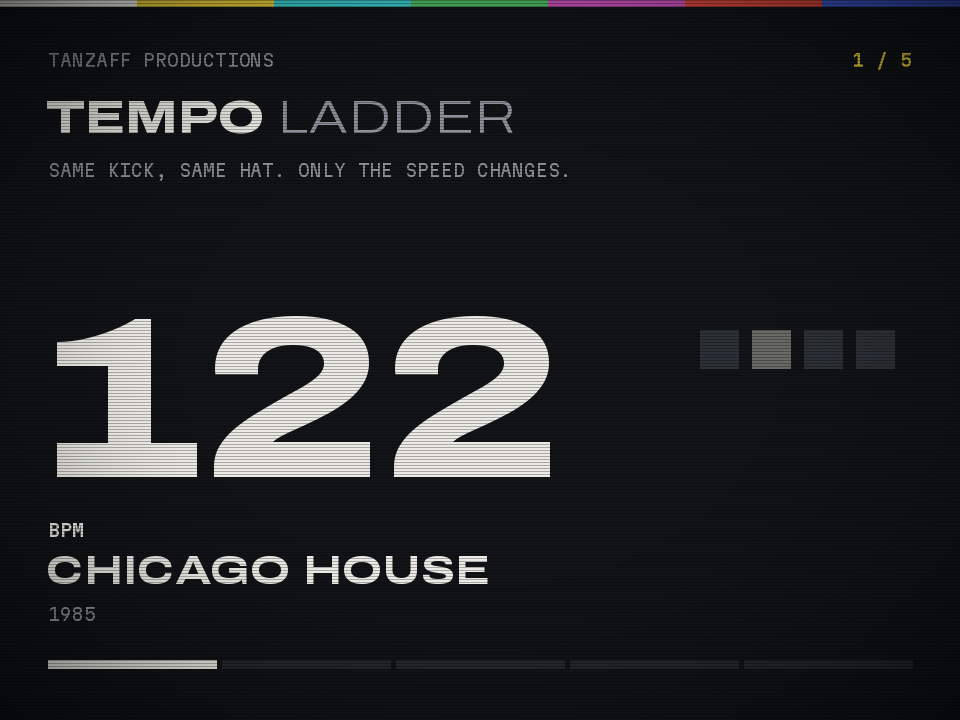 TANZAFF PRODUCTIONS
1 / 5
TEMPO LADDER
SAME KICK, SAME HAT. ONLY THE SPEED CHANGES.
122
BPM
CHICAGO HOUSE
1985